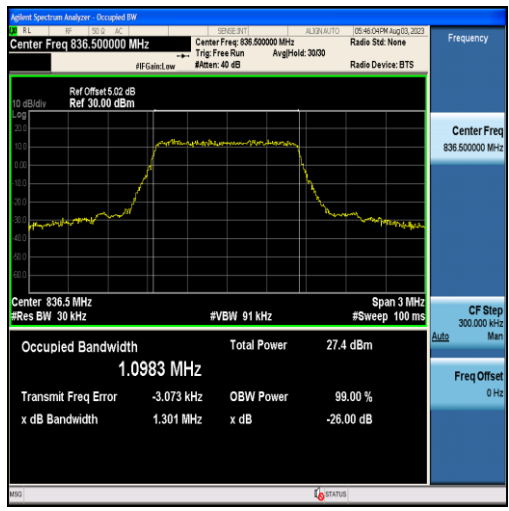 Agilent Spectrum Analyzer - Occupied BW
RL RF 50 Ω AC SENSE:INT ALIGN AUTO 05:46:04 PM Aug 03, 2023
Center Freq 836.500000 MHz
Center Freq: 836.500000 MHz
Radio Std: None
Trig: Free Run Avg|Hold: 30/30
#IFGain:Low #Atten: 40 dB Radio Device: BTS
Frequency
Ref Offset 5.02 dB
10 dB/div Ref 30.00 dBm
Log
20.0
10.0
0.00
-10.0
-20.0
-30.0
-40.0
-50.0
-60.0
Center 836.5 MHz Span 3 MHz
#Res BW 30 kHz #VBW 91 kHz #Sweep 100 ms
Occupied Bandwidth Total Power 27.4 dBm
1.0983 MHz
Transmit Freq Error -3.073 kHz OBW Power 99.00 %
x dB Bandwidth 1.301 MHz x dB -26.00 dB
Center Freq
836.500000 MHz
CF Step
300.000 kHz
Auto Man
Freq Offset
0 Hz
MSG STATUS